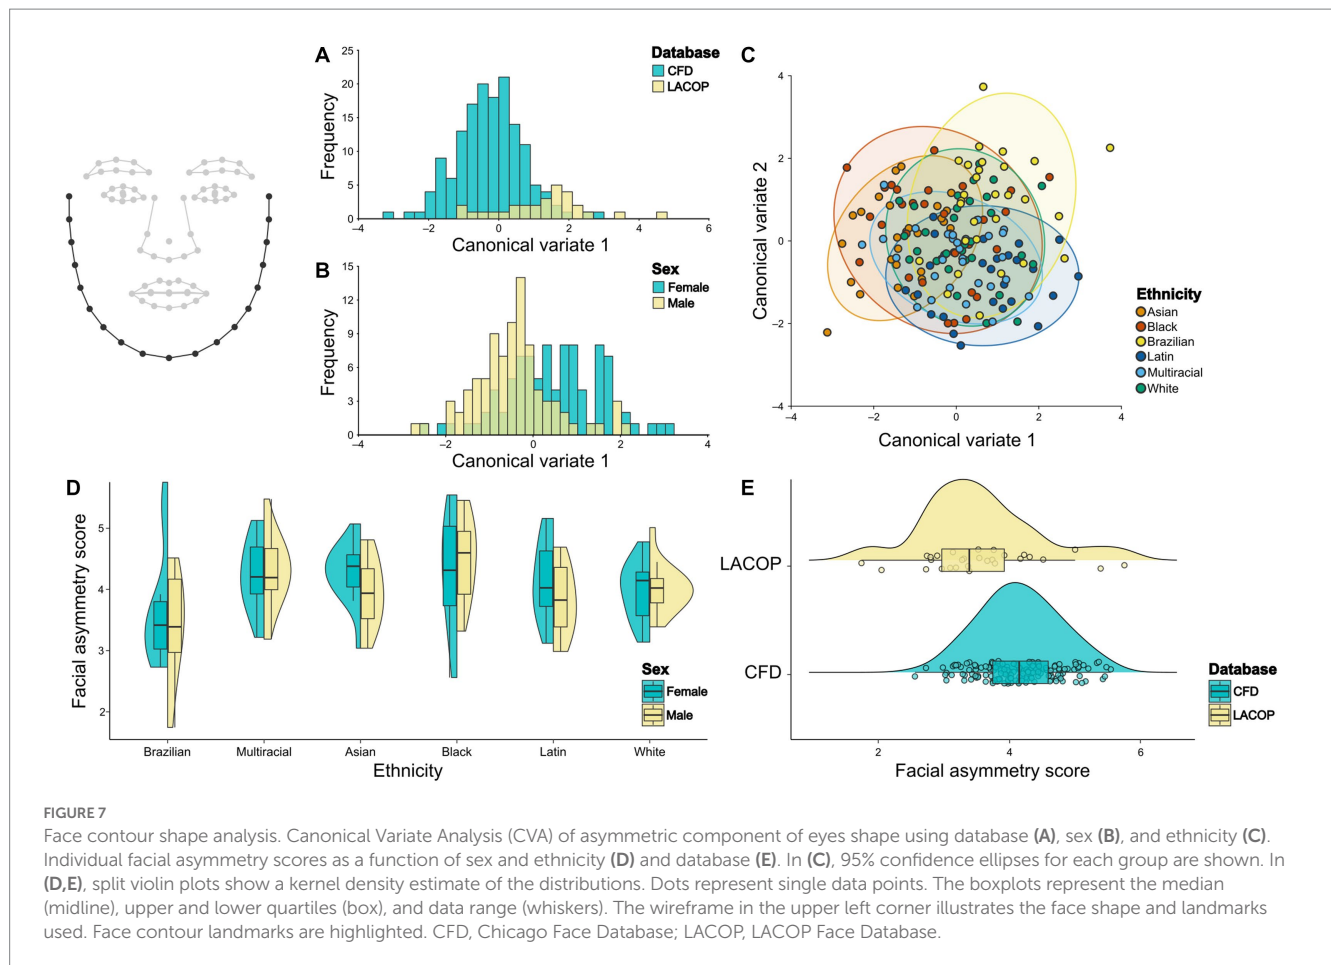 A
Database
CFD
LACOP
Frequency
25
20
15
10
5
0
−4
−2
0
2
4
6
Canonical variate 1
B
Sex
Female
Male
Frequency
15
12
9
6
3
0
−4
−2
0
2
4
Canonical variate 1
C
Canonical variate 2
4
2
0
−2
−4
−4
−2
0
2
4
Canonical variate 1
Ethnicity
Asian
Black
Brazilian
Latin
Multiracial
White
D
Facial asymmetry score
5
4
3
2
Brazilian
Multiracial
Asian
Black
Latin
White
Ethnicity
Sex
Female
Male
E
LACOP
CFD
2
4
6
Facial asymmetry score
Database
CFD
LACOP
FIGURE 7
Face contour shape analysis. Canonical Variate Analysis (CVA) of asymmetric component of eyes shape using database (A), sex (B), and ethnicity (C).
Individual facial asymmetry scores as a function of sex and ethnicity (D) and database (E). In (C), 95% confidence ellipses for each group are shown. In
(D,E), split violin plots show a kernel density estimate of the distributions. Dots represent single data points. The boxplots represent the median
(midline), upper and lower quartiles (box), and data range (whiskers). The wireframe in the upper left corner illustrates the face shape and landmarks
used. Face contour landmarks are highlighted. CFD, Chicago Face Database; LACOP, LACOP Face Database.